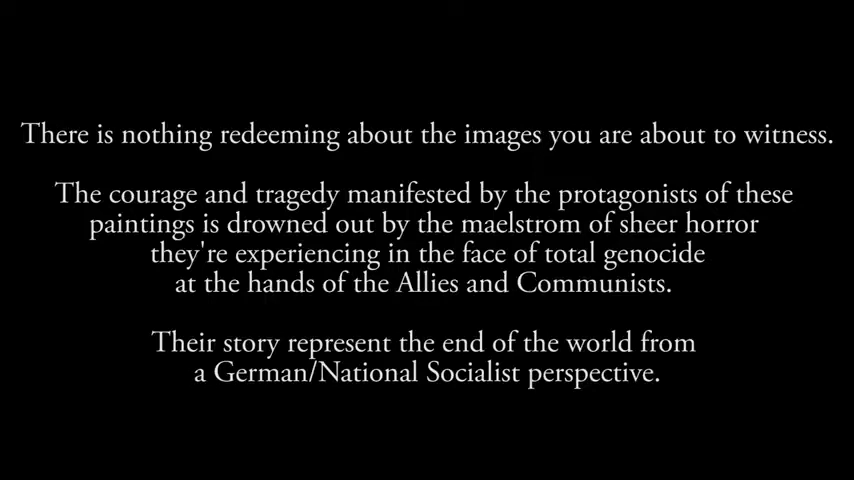 There is nothing redeeming about the images you are about to witness.
The courage and tragedy manifested by the protagonists of these
paintings is drowned out by the maelstrom of sheer horror
they're experiencing in the face of total genocide
at the hands of the Allies and Communists.
Their story represent the end of the world from
a German/National Socialist perspective.